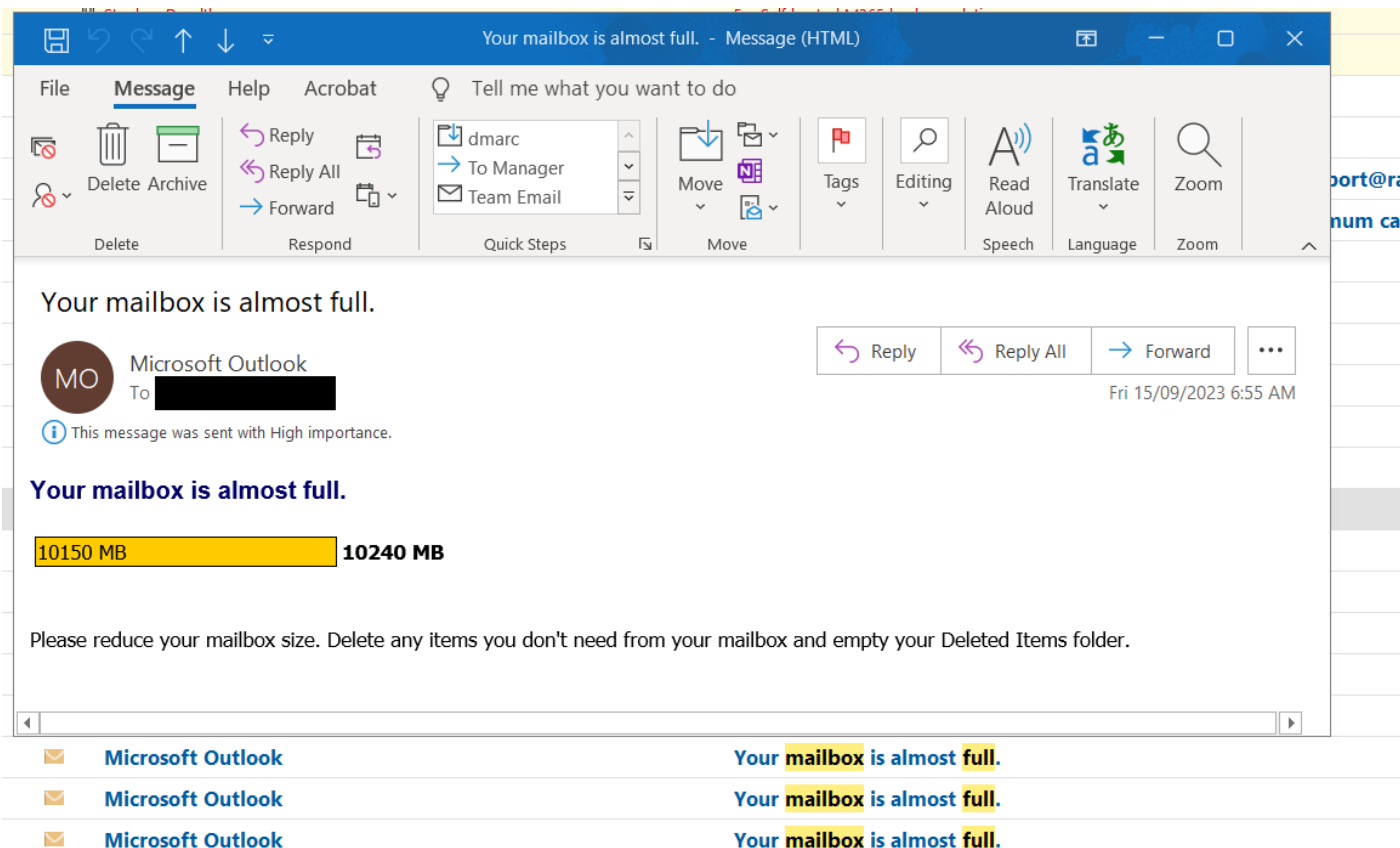 Your mailbox is almost full. - Message (HTML)
File Message Help Acrobat Tell me what you want to do
Delete Archive
Reply
Reply All
Forward
dmarc
To Manager
Team Email
Move
Tags
Editing
Read Aloud
Translate
Zoom
Delete Respond Quick Steps Move Speech Language Zoom
num ca
Your mailbox is almost full.
MO
Microsoft Outlook
To
Reply Reply All Forward
Fri 15/09/2023 6:55 AM
This message was sent with High importance.
Your mailbox is almost full.
10150 MB 10240 MB
Please reduce your mailbox size. Delete any items you don't need from your mailbox and empty your Deleted Items folder.
Microsoft Outlook Your mailbox is almost full.
Microsoft Outlook Your mailbox is almost full.
Microsoft Outlook Your mailbox is almost full.